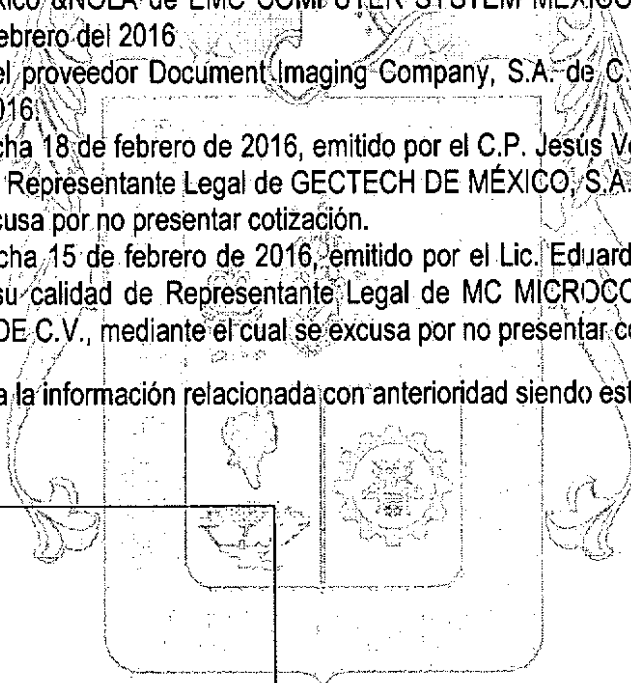 &NOLA de EMC COMPUTER SYSTEM MEXICO
ebrero del 2016
el proveedor Document Imaging Company, S.A. de C.
016.
cha 18 de febrero de 2016, emitido por el C.P. Jesús V
Representante Legal de GECTECH DE MÉXICO, S.A.
cusa por no presentar cotización.
cha 15 de febrero de 2016, emitido por el Lic. Eduard
su calidad de Representante Legal de MC MICROCO
DE C.V., mediante el cual se excusa por no presentar c
a la información relacionada con anterioridad siendo est